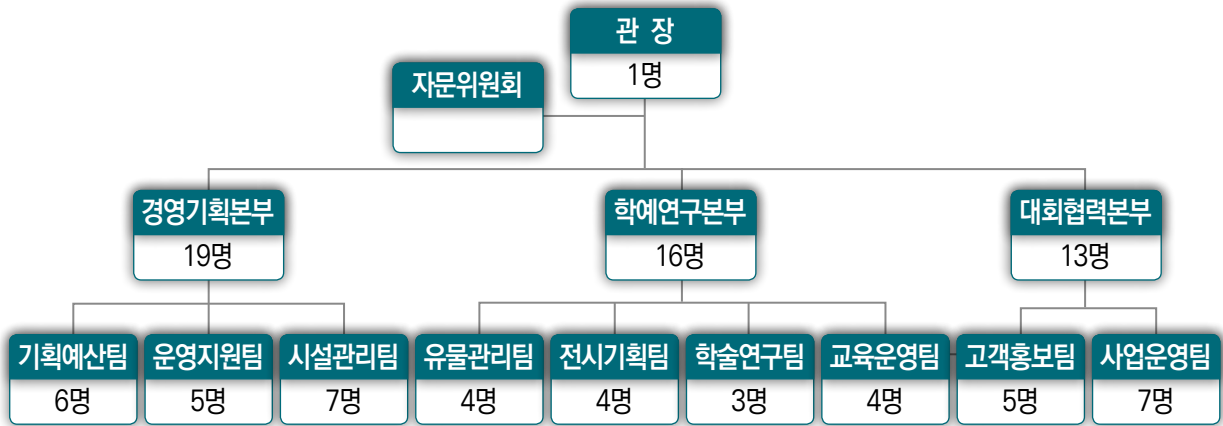 관 장
1명
자문위원회
경영기획본부
19명
학예연구본부
16명
대회협력본부
13명
기획예산팀
6명
운영지원팀
5명
시설관리팀
7명
유물관리팀
4명
전시기획팀
4명
학술연구팀
3명
교육운영팀
4명
고객홍보팀
5명
사업운영팀
7명